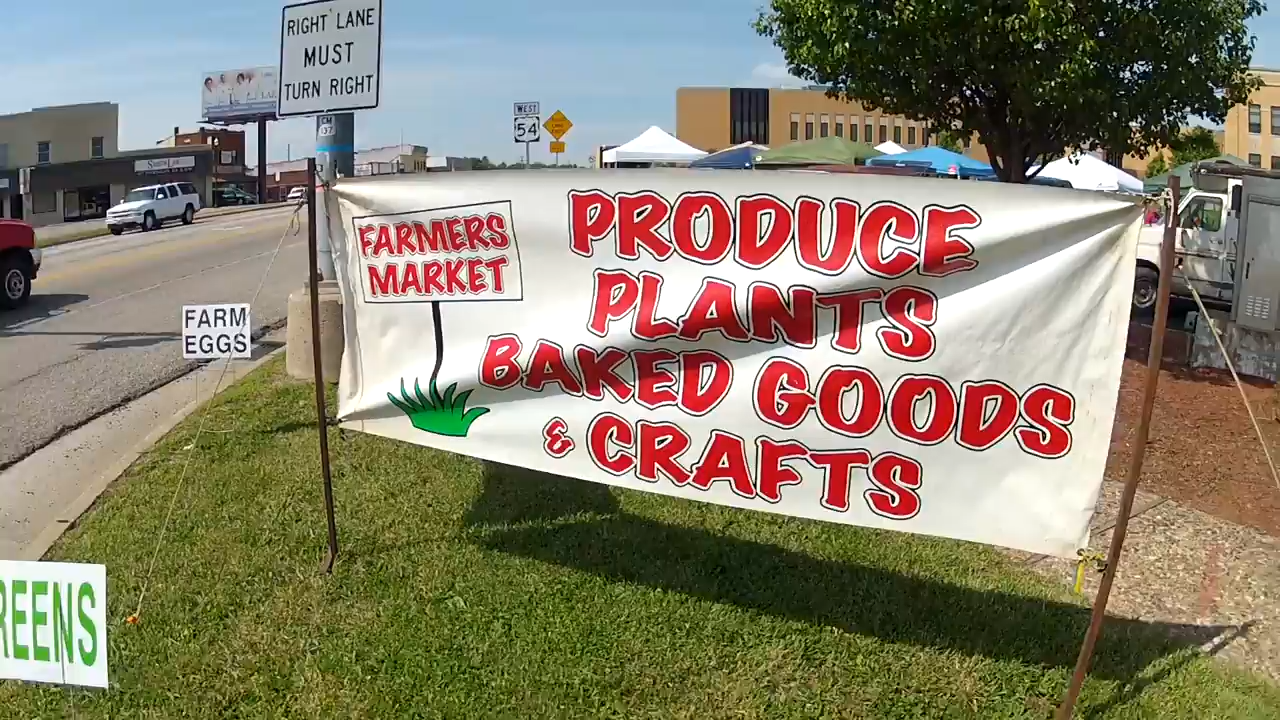 RIGHT LANE
MUST
TURN RIGHT
CM
137
WEST
54
FARMERS
MARKET
PRODUCE
PLANTS
BAKED GOODS
& CRAFTS
FARM
EGGS
REENS